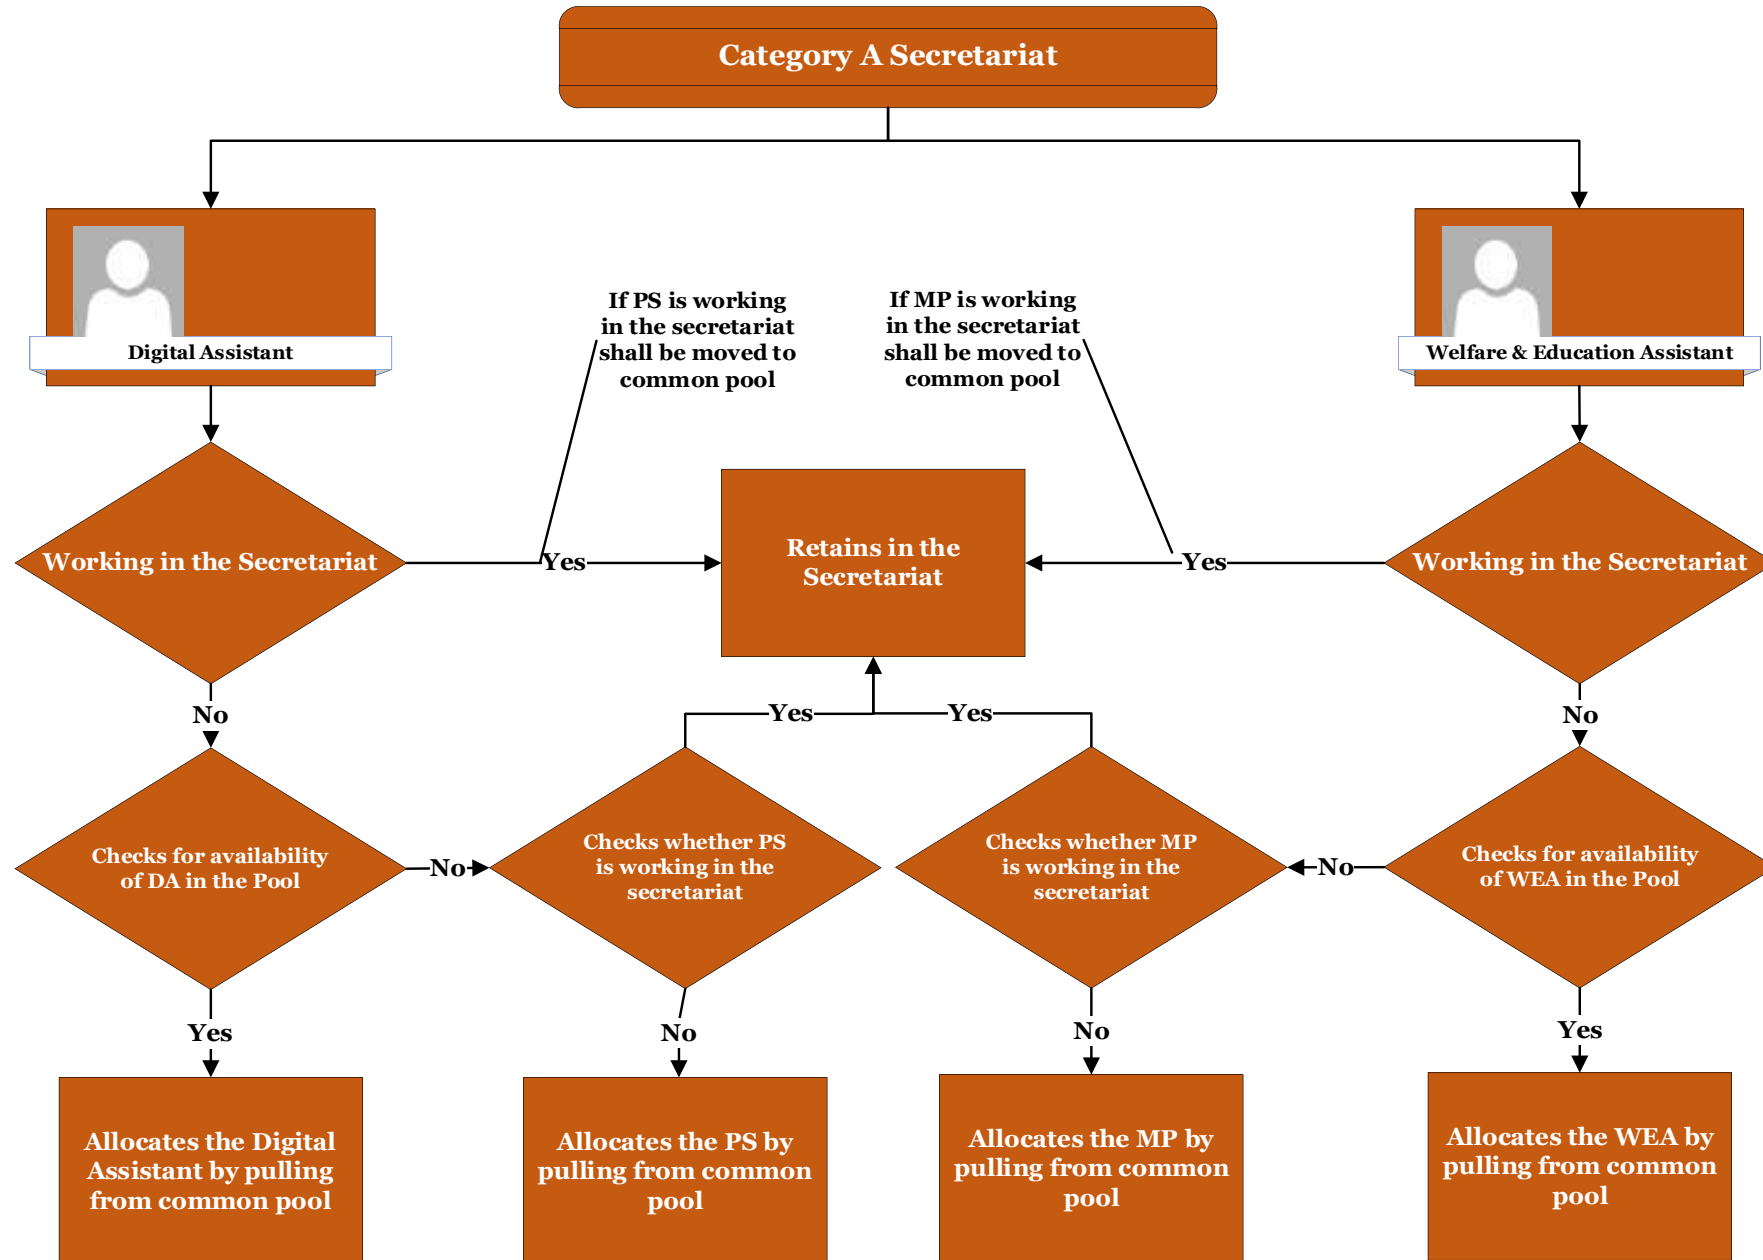 Category A Secretariat
Digital Assistant
Welfare & Education Assistant
If PS is working
in the secretariat
shall be moved to
common pool
If MP is working
in the secretariat
shall be moved to
common pool
Working in the Secretariat
Yes
Retains in the
Secretariat
Yes
Working in the Secretariat
No
Yes
Yes
No
Checks for availability
of DA in the Pool
No
Checks whether PS
is working in the
secretariat
Checks whether MP
is working in the
secretariat
No
Checks for availability
of WEA in the Pool
Yes
No
No
Yes
Allocates the Digital
Assistant by pulling
from common pool
Allocates the PS by
pulling from common
pool
Allocates the MP by
pulling from common
pool
Allocates the WEA by
pulling from common
pool